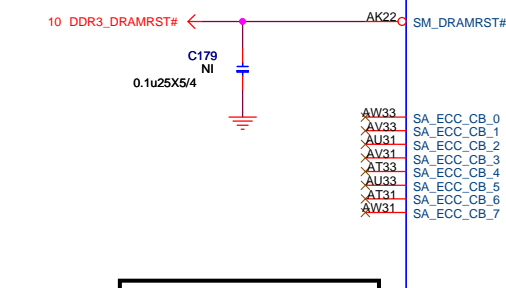 10 DDR3_DRAMRST# AK22 SM_DRAMRST#
C179
NI
0.1u25X5/4
AW33 SA_ECC_CB_0
AV33 SA_ECC_CB_1
AU31 SA_ECC_CB_2
AV31 SA_ECC_CB_3
AT33 SA_ECC_CB_4
AU33 SA_ECC_CB_5
AT31 SA_ECC_CB_6
AW31 SA_ECC_CB_7